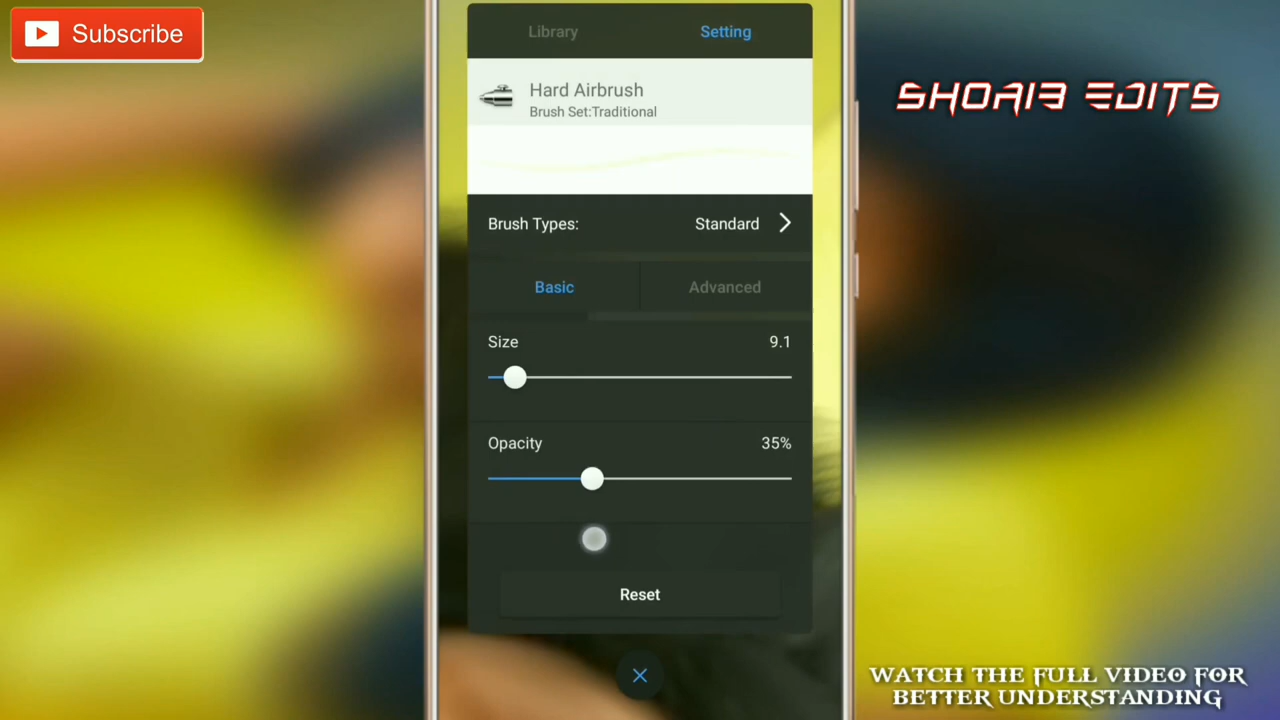 Subscribe
SHOAIB EDITS
Library
Setting
Hard Airbrush
Brush Set:Traditional
Brush Types:
Standard
Basic
Advanced
Size
9.1
Opacity
35%
Reset
WATCH THE FULL VIDEO FOR
BETTER UNDERSTANDING